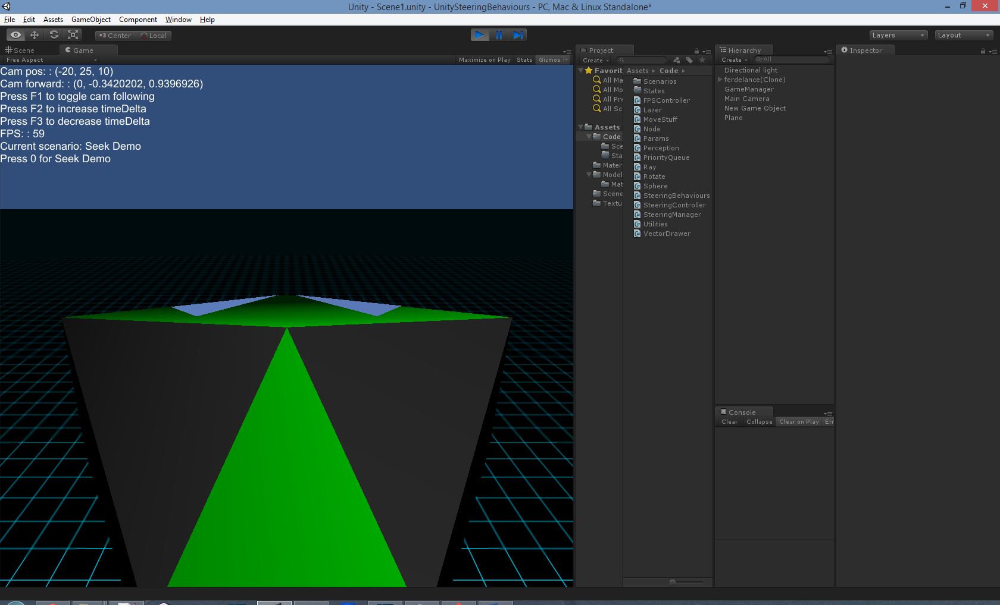 Unity - Scene1.unity - UnitySteeringBehaviours - PC, Mac & Linux Standalone*
File Edit Assets GameObject Component Window Help
Center Local
Layers Layout
Scene Game
Free Aspect
Maximize on Play Stats Gizmos
Cam pos: : (-20, 25, 10)
Cam forward: : (0, -0.3420202, 0.9396926)
Press F1 to toggle cam following
Press F2 to increase timeDelta
Press F3 to decrease timeDelta
FPS: : 59
Current scenario: Seek Demo
Press 0 for Seek Demo
Project
Create
Favorit
All Ma
All Mo
All Pre
All Sc
Assets
Code
Sce
Sta
Mater
Model
Mat
Scene
Textu
Assets Code
Scenarios
States
FPSController
Lazer
MoveStuff
Node
Params
Perception
PriorityQueue
Ray
Rotate
Sphere
SteeringBehaviours
SteeringController
SteeringManager
Utilities
VectorDrawer
Hierarchy
Create All
Directional light
ferdelance(Clone)
GameManager
Main Camera
New Game Object
Plane
Console
Clear Collapse Clear on Play Err
Inspector